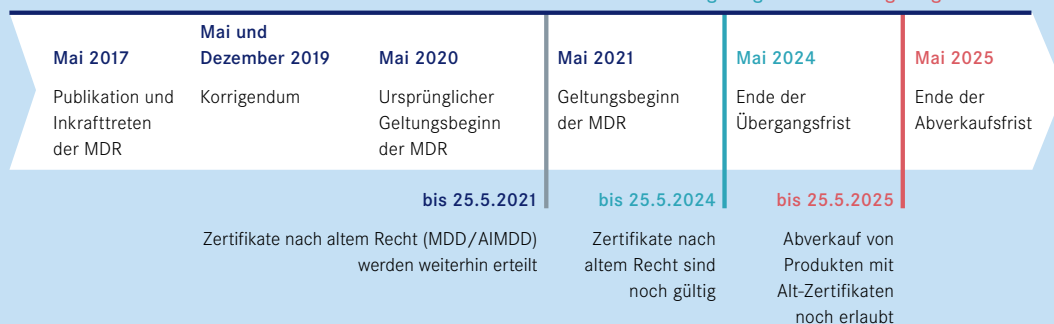 Mai 2017
Publikation und
Inkrafttreten
der MDR
Mai und
Dezember 2019
Korrigendum
Mai 2020
Ursprünglicher
Geltungsbeginn
der MDR
Mai 2021
Geltungsbeginn
der MDR
Mai 2024
Ende der
Übergangsfrist
Mai 2025
Ende der
Abverkaufsfrist
bis 25.5.2021
Zertifikate nach altem Recht (MDD/AIMDD)
werden weiterhin erteilt
bis 25.5.2024
Zertifikate nach
altem Recht sind
noch gültig
bis 25.5.2025
Abverkauf von
Produkten mit
Alt-Zertifikaten
noch erlaubt